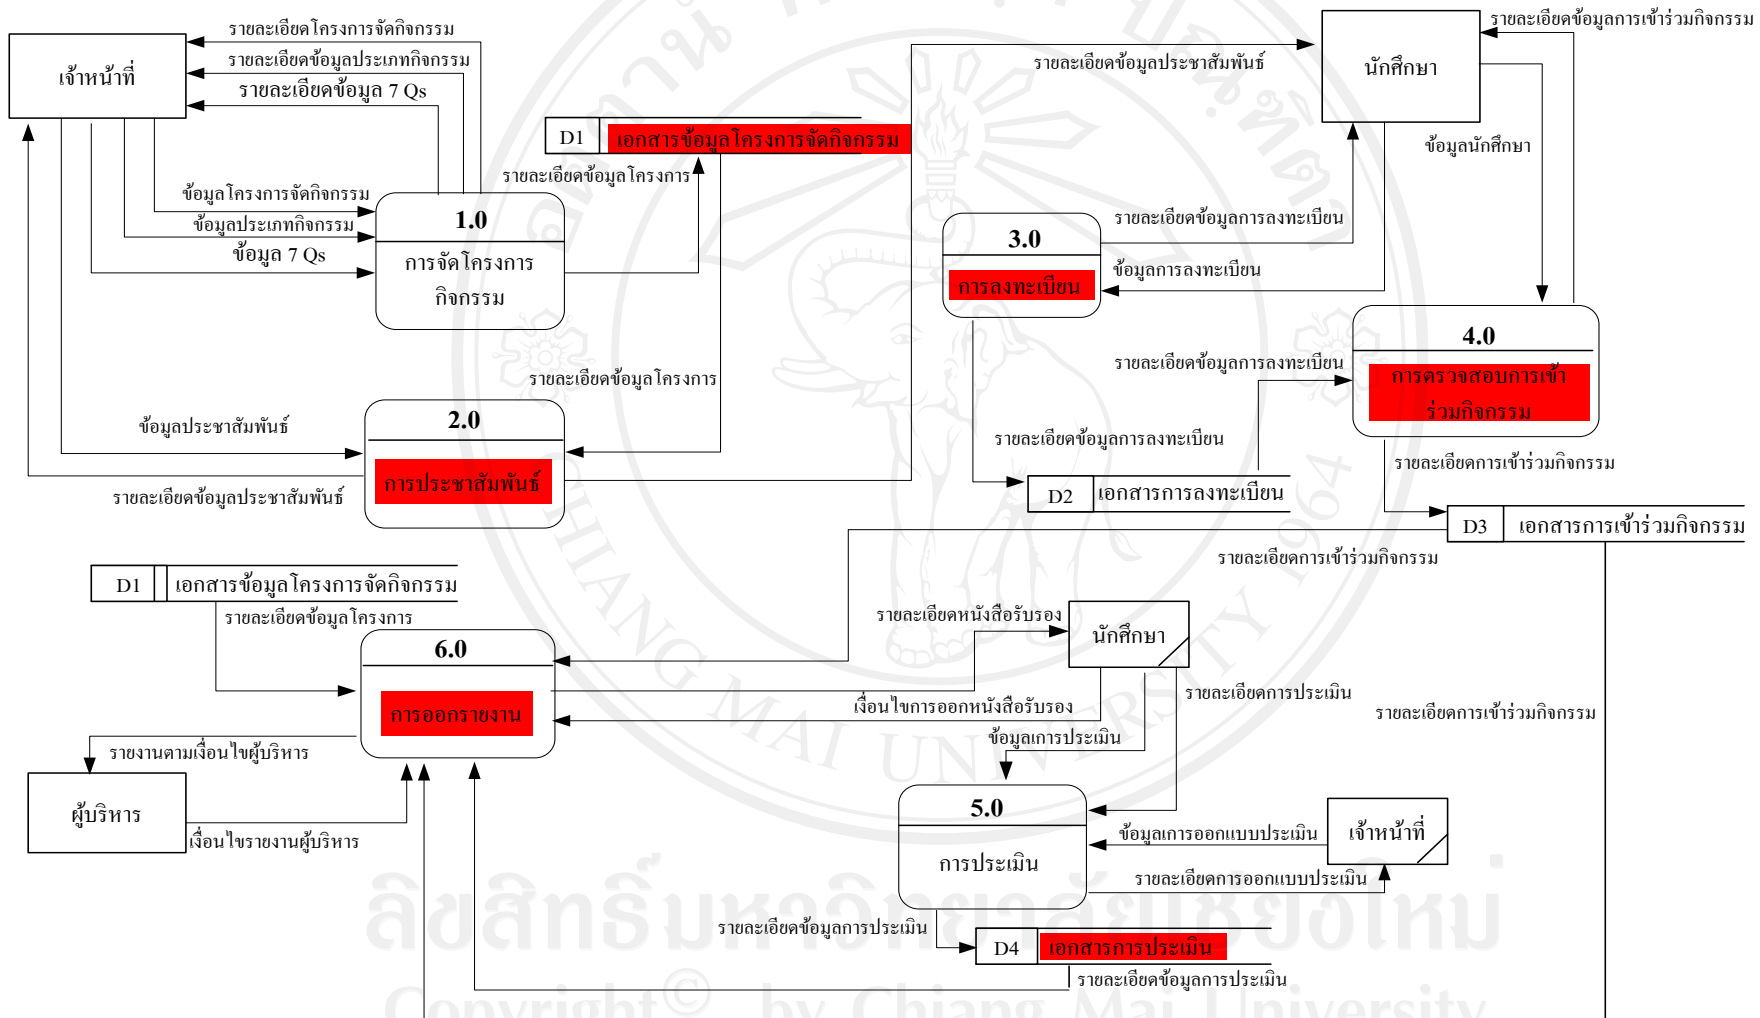 รายละเอียดโครงการจัดกิจกรรม
รายละเอียดข้อมูลประเภทกิจกรรม
รายละเอียดข้อมูล 7 Qs
เจ้าหน้าที่
รายละเอียดข้อมูลประชาสัมพันธ์
นักศึกษา
รายละเอียดข้อมูลการเข้าร่วมกิจกรรม
D1 เอกสารข้อมูลโครงการจัดกิจกรรม
ข้อมูลนักศึกษา
รายละเอียดข้อมูลโครงการ
ข้อมูลโครงการจัดกิจกรรม
ข้อมูลประเภทกิจกรรม
ข้อมูล 7 Qs
1.0
การจัดโครงการ
กิจกรรม
รายละเอียดข้อมูลการลงทะเบียน
3.0
การลงทะเบียน
ข้อมูลการลงทะเบียน
4.0
การตรวจสอบการเข้า
ร่วมกิจกรรม
รายละเอียดข้อมูลการลงทะเบียน
รายละเอียดข้อมูลโครงการ
ข้อมูลประชาสัมพันธ์
2.0
การประชาสัมพันธ์
รายละเอียดข้อมูลประชาสัมพันธ์
รายละเอียดข้อมูลการลงทะเบียน
รายละเอียดการเข้าร่วมกิจกรรม
D2 เอกสารการลงทะเบียน
D3 เอกสารการเข้าร่วมกิจกรรม
รายละเอียดการเข้าร่วมกิจกรรม
D1 เอกสารข้อมูลโครงการจัดกิจกรรม
รายละเอียดข้อมูลโครงการ
รายละเอียดหนังสือรับรอง
นักศึกษา
6.0
การออกรายงาน
เงื่อนไขการออกหนังสือรับรอง
รายละเอียดการประเมิน
รายละเอียดการเข้าร่วมกิจกรรม
ข้อมูลเการประเมิน
รายงานตามเงื่อนไขผู้บริหาร
ผู้บริหาร
เงื่อนไขรายงานผู้บริหาร
5.0
การประเมิน
ข้อมูลเการออกแบบประเมิน
เจ้าหน้าที่
รายละเอียดการออกแบบประเมิน
รายละเอียดข้อมูลการประเมิน
D4 เอกสารการประเมิน
รายละเอียดข้อมูลการประเมิน
CHIANG MAI UNIVERSITY 1964
ลิขสิทธิ์มหาวิทยาลัยเชียงใหม่
Copyright© by Chiang Mai University